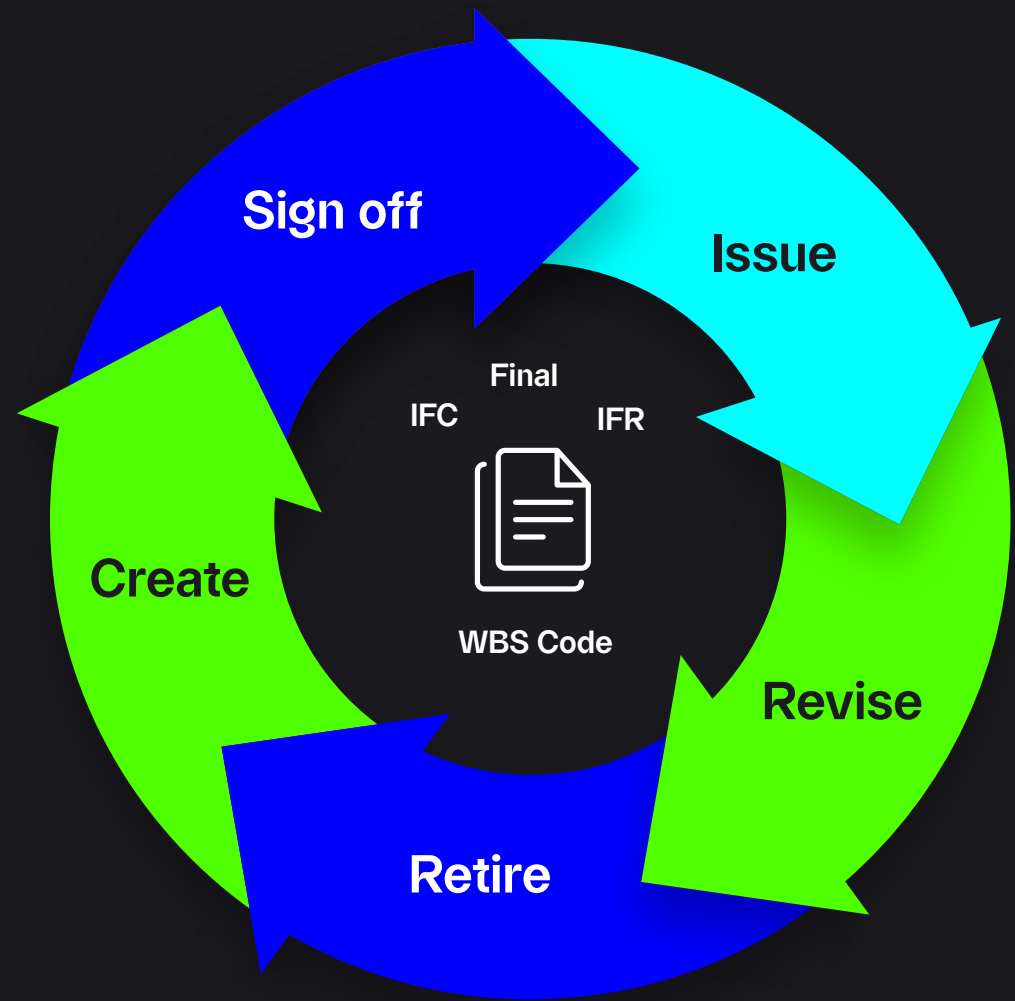 Sign off
Issue
Final
IFC
IFR
Create
WBS Code
Revise
Retire